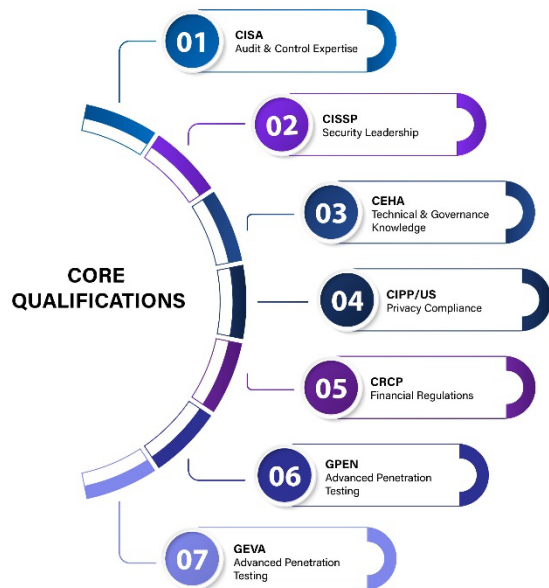 01
CISA
Audit & Control Expertise
02
CISSP
Security Leadership
03
CEHA
Technical & Governance
Knowledge
CORE
QUALIFICATIONS
04
CIPP/US
Privacy Compliance
05
CRCP
Financial Regulations
06
GPEN
Advanced Penetration
Testing
07
GEVA
Advanced Penetration
Testing